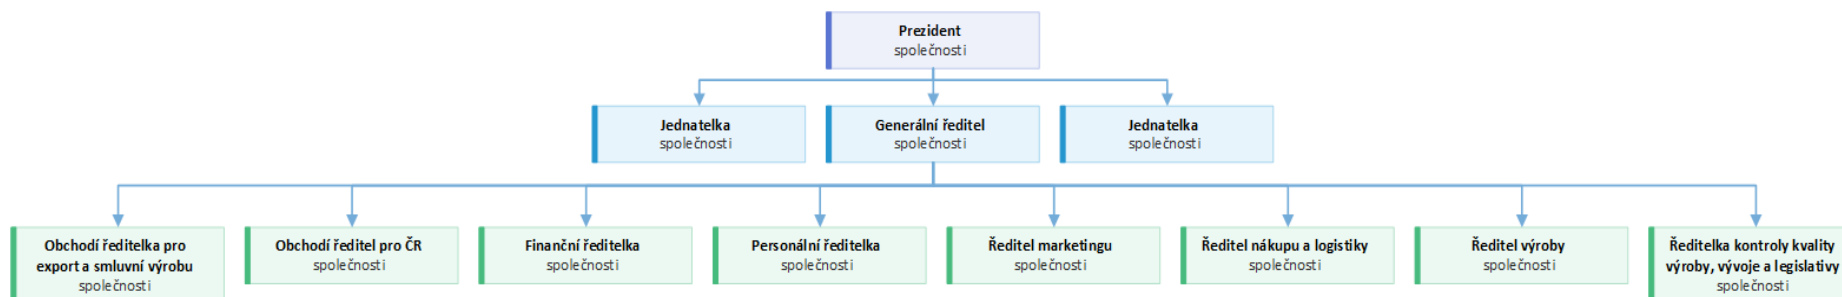 Prezident
společnosti
Jednatelka
společnosti
Generální ředitel
společnosti
Jednatelka
společnosti
Obchodí ředitelka pro
export a smluvní výrobu
společnosti
Obchodí ředitel pro ČR
společnosti
Finanční ředitelka
společnosti
Personální ředitelka
společnosti
Ředitel marketingu
společnosti
Ředitel nákupu a logistiky
společnosti
Ředitel výroby
společnosti
Ředitelka kontroly kvality
výroby, vývoje a legislativy
společnosti